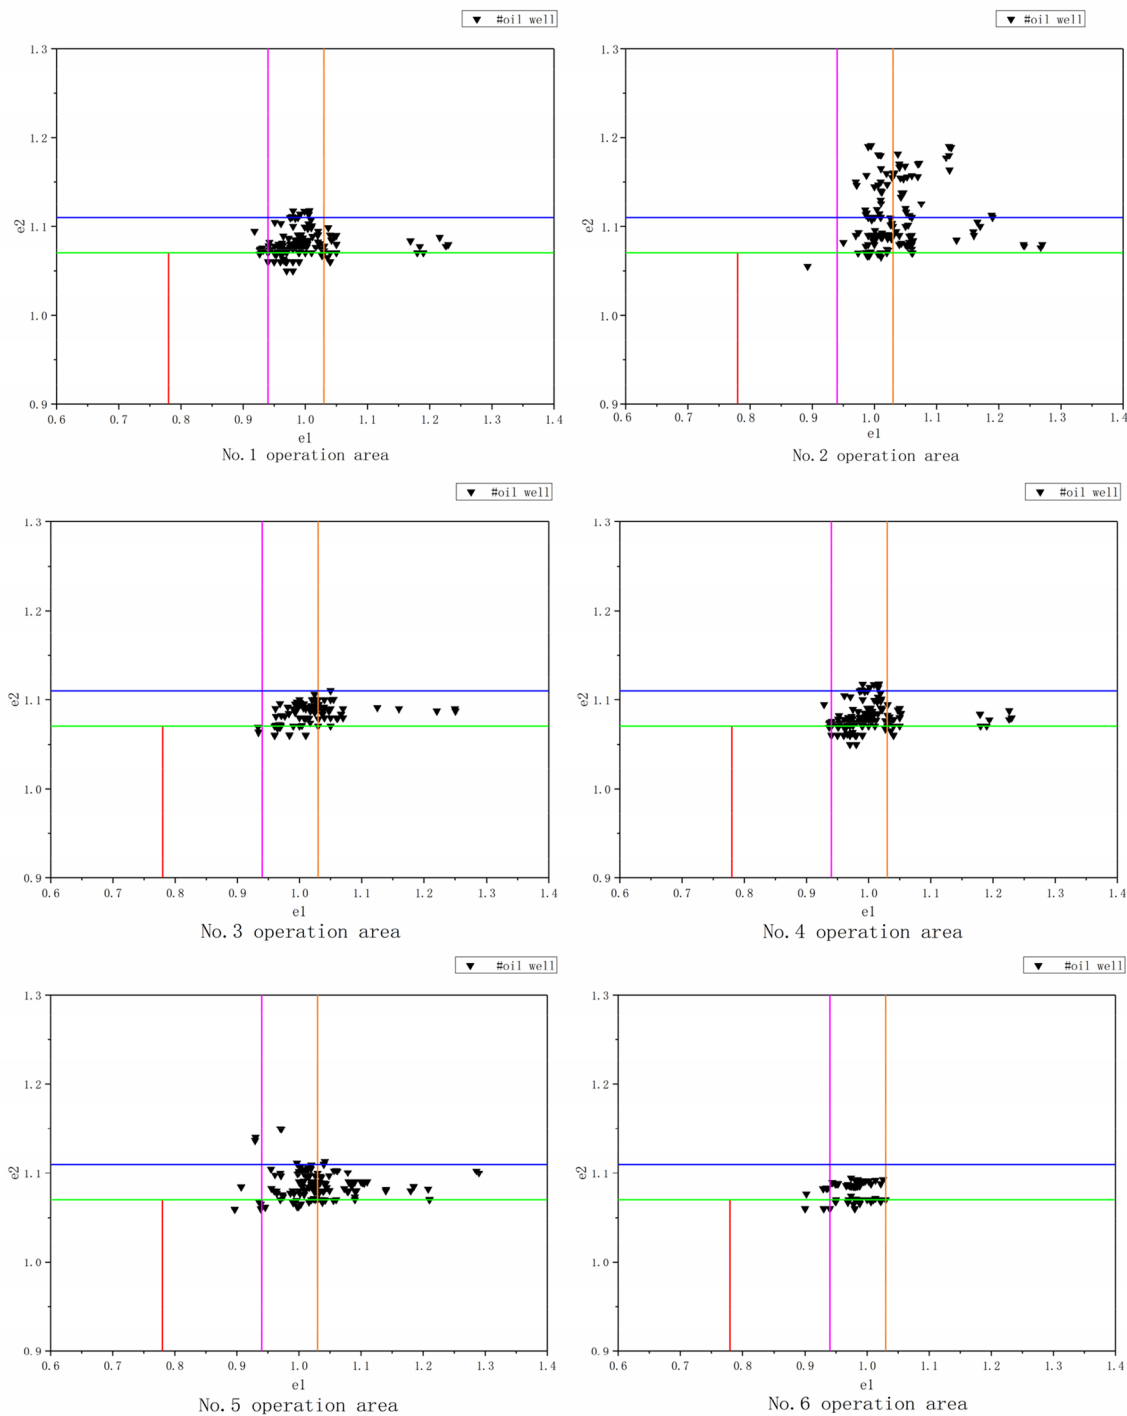 #oil well
#oil well
1.3
1.2
1.1
1.0
0.9
e2
0.6 0.7 0.8 0.9 1.0 1.1 1.2 1.3 1.4
e1
No.1 operation area
1.3
1.2
1.1
1.0
0.9
e2
0.6 0.7 0.8 0.9 1.0 1.1 1.2 1.3 1.4
e1
No.2 operation area
#oil well
#oil well
1.3
1.2
1.1
1.0
0.9
e2
0.6 0.7 0.8 0.9 1.0 1.1 1.2 1.3 1.4
e1
No.3 operation area
1.3
1.2
1.1
1.0
0.9
e2
0.6 0.7 0.8 0.9 1.0 1.1 1.2 1.3 1.4
e1
No.4 operation area
#oil well
#oil well
1.3
1.2
1.1
1.0
0.9
e2
0.6 0.7 0.8 0.9 1.0 1.1 1.2 1.3 1.4
e1
No.5 operation area
1.3
1.2
1.1
1.0
0.9
e2
0.6 0.7 0.8 0.9 1.0 1.1 1.2 1.3 1.4
e1
No.6 operation area